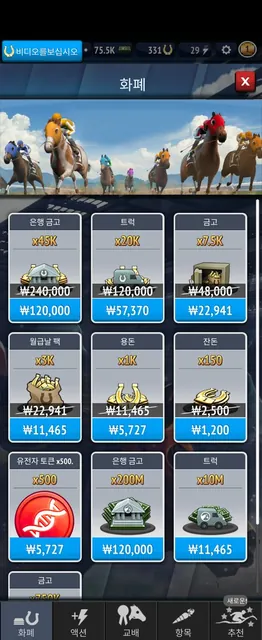 비디오를보십시오
75.5K
331
29
화폐
X
은행 금고
트럭
금고
x45K
x20K
x7.5K
₩240,000
₩120,000
₩48,000
₩120,000
₩57,370
₩22,941
월급날 팩
용돈
잔돈
x3K
x1K
x150
₩22,941
₩11,465
₩2,500
₩11,465
₩5,727
₩1,200
유전자 토큰 x500.
은행 금고
트럭
x500
x200M
x10M
₩5,727
₩120,000
₩11,465
금고
x750K
새로운
화폐
액션
교배
항목
추천